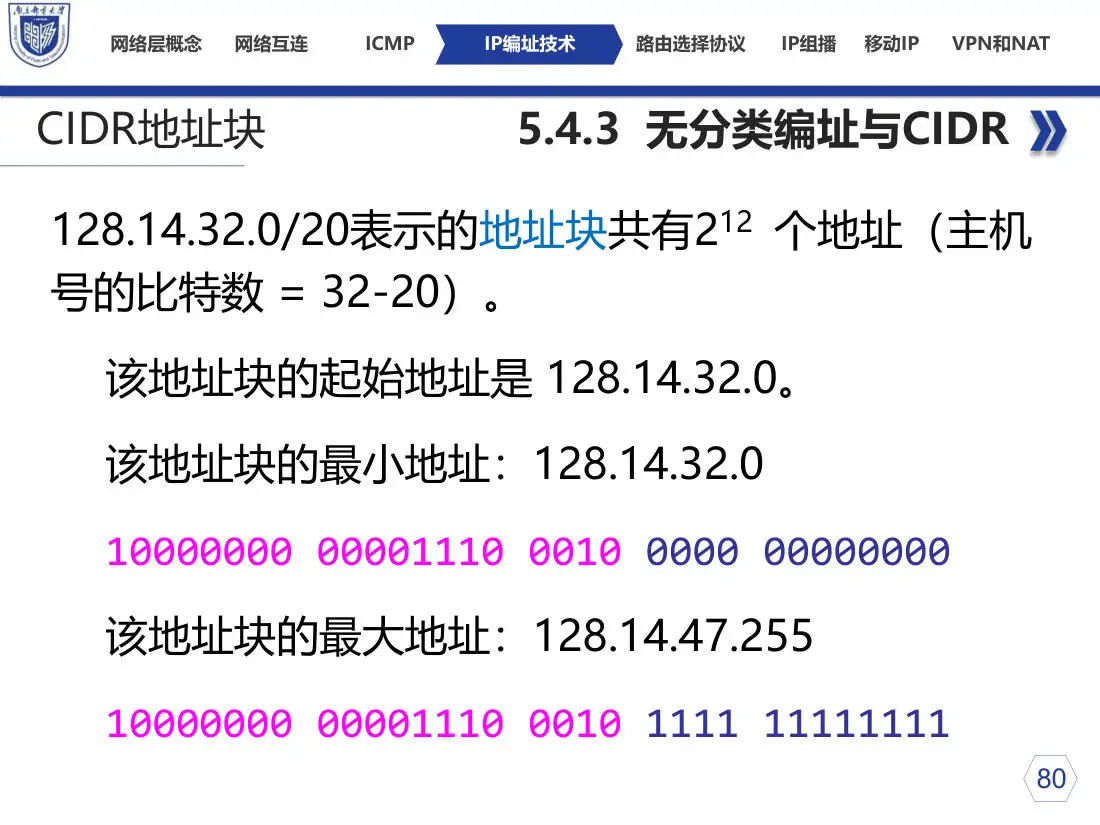 网络层概念 网络互连 ICMP IP编址技术 路由选择协议 IP组播 移动IP VPN和NAT
CIDR地址块
5.4.3 无分类编址与CIDR
128.14.32.0/20表示的地址块共有2¹² 个地址（主机
号的比特数 = 32-20）。
该地址块的起始地址是 128.14.32.0。
该地址块的最小地址：128.14.32.0
10000000 00001110 0010 0000 00000000
该地址块的最大地址：128.14.47.255
10000000 00001110 0010 1111 11111111
80